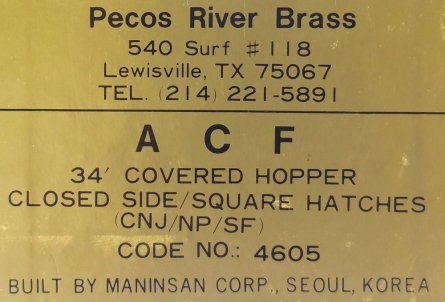 Pecos River Brass
540 Surf #118
Lewisville, TX 75067
TEL. (214) 221-5891
A C F
34′ COVERED HOPPER
CLOSED SIDE/SQUARE HATCHES
(CNJ/NP/SF)
CODE NO.: 4605
BUILT BY MANINSAN CORP., SEOUL, KOREA